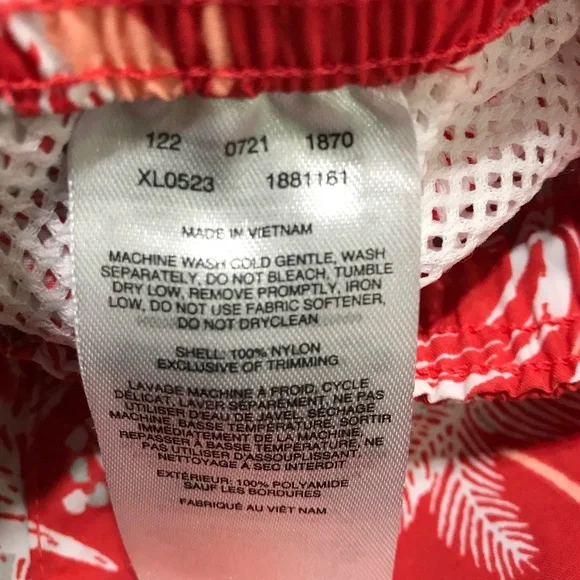 122 0721 1870
XL0523 1881161
MADE IN VIETNAM
MACHINE WASH COLD GENTLE, WASH
SEPARATELY, DO NOT BLEACH, TUMBLE
DRY LOW, REMOVE PROMPTLY, IRON
LOW, DO NOT USE FABRIC SOFTENER,
DO NOT DRYCLEAN
SHELL: 100% NYLON
EXCLUSIVE OF TRIMMING
LAVAGE MACHINE A FROID, CYCLE
DÉLICAT, LAVER SÉPARÉMENT, NE PAS
UTILISER D'EAU DE JAVEL, SÉCHAGE
MACHINE, BASSE TEMPÉRATURE, SORTIR
IMMÉDIATEMENT DE LA MACHINE,
REPASSER À BASSE TEMPÉRATURE, NE
PAS UTILISER D'ASSOUPLISSANT,
NETTOYAGE À SEC INTERDIT
EXTÉRIEUR: 100% POLYAMIDE
SAUF LES BORDURES
FABRIQUÉ AU VIÊT NAM